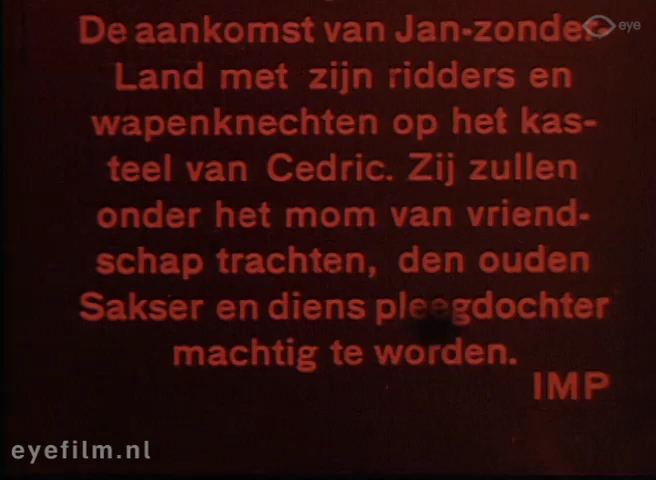 De aankomst van Jan-zonder-
eye
Land met zijn ridders en
wapenknechten op het kas-
teel van Cedric. Zij zullen
onder het mom van vriend-
schap trachten, den ouden
Sakser en diens pleegdochter
machtig te worden.
IMP
eyefilm.nl